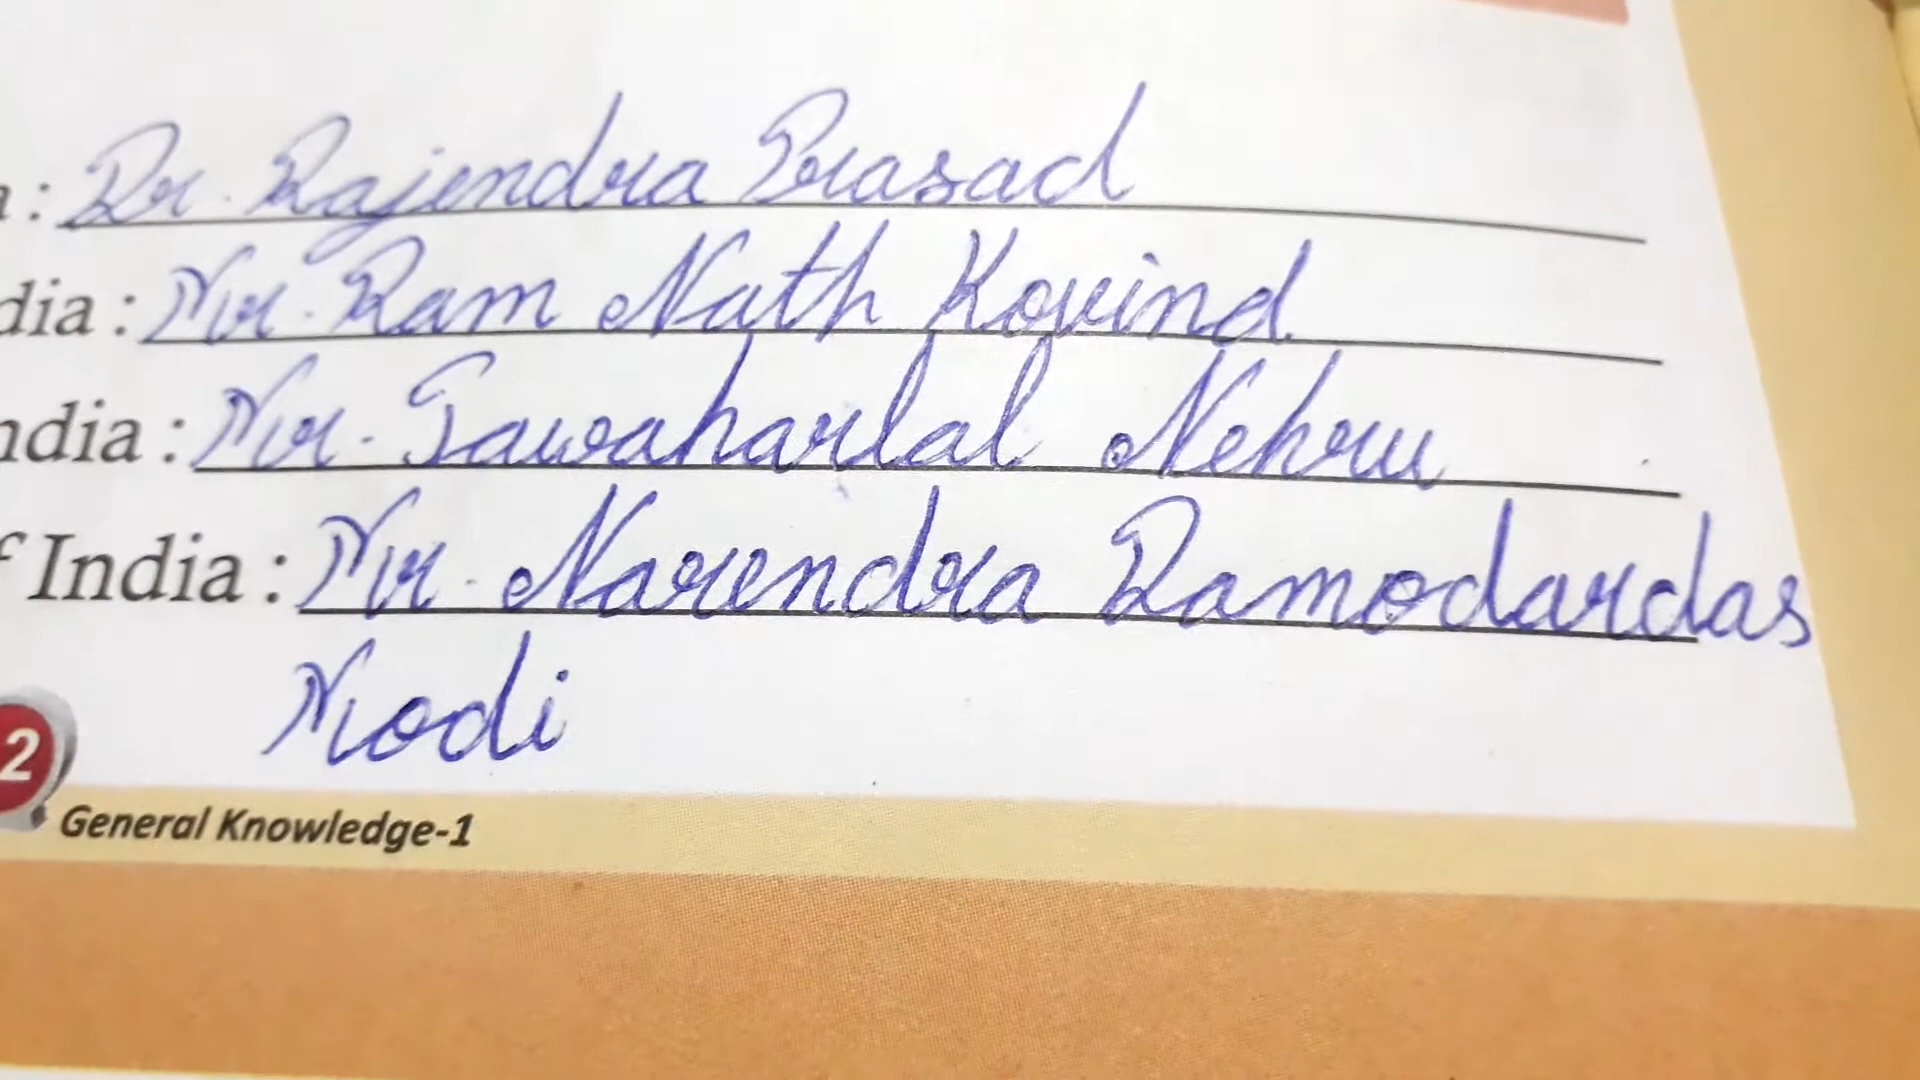 : Dr. Rajendra Prasad
dia : Mr. Ram Nath Kovind
ndia : Mr. Jawaharlal Nehru
f India : Mr. Narendra Damodardas
Modi
2
General Knowledge-1